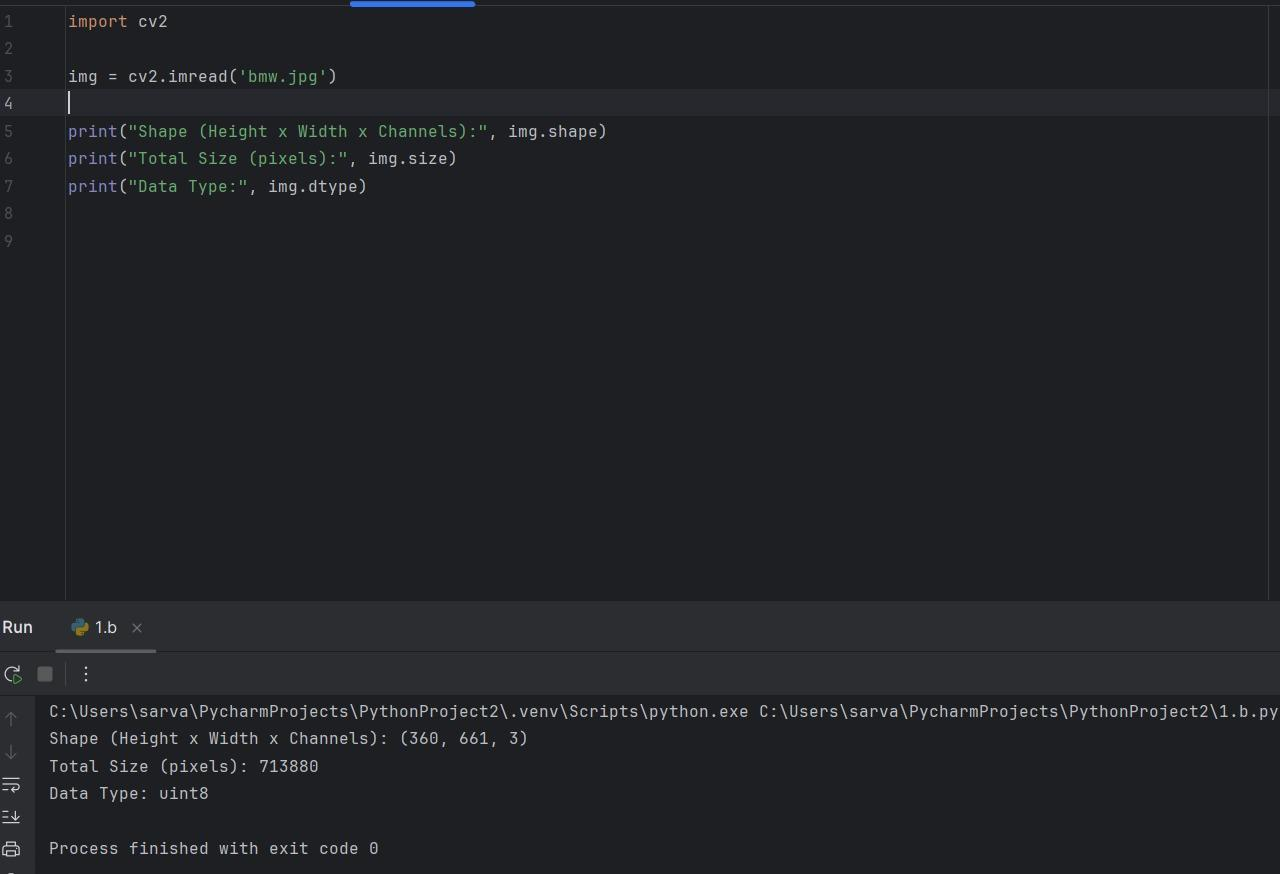 1 import cv2
2
3 img = cv2.imread('bmw.jpg')
4
5 print("Shape (Height x Width x Channels):", img.shape)
6 print("Total Size (pixels):", img.size)
7 print("Data Type:", img.dtype)
8
9
Run 1.b
C:\Users\sarva\PycharmProjects\PythonProject2\.venv\Scripts\python.exe C:\Users\sarva\PycharmProjects\PythonProject2\1.b.py
Shape (Height x Width x Channels): (360, 661, 3)
Total Size (pixels): 713880
Data Type: uint8
Process finished with exit code 0